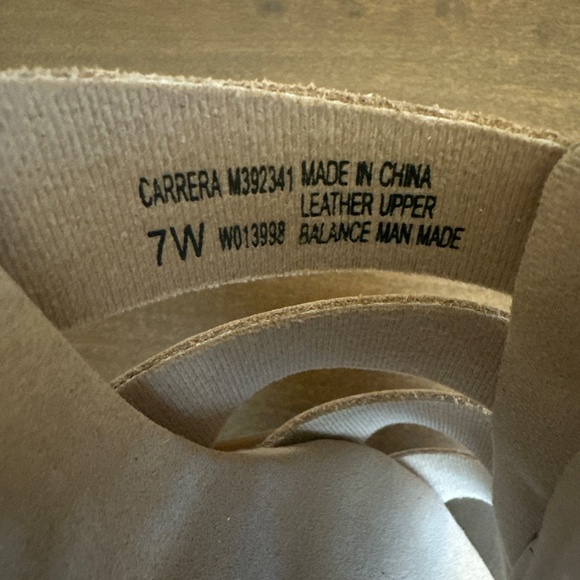 CARRERA M392341 MADE IN CHINA
LEATHER UPPER
7W W013998 BALANCE MAN MADE